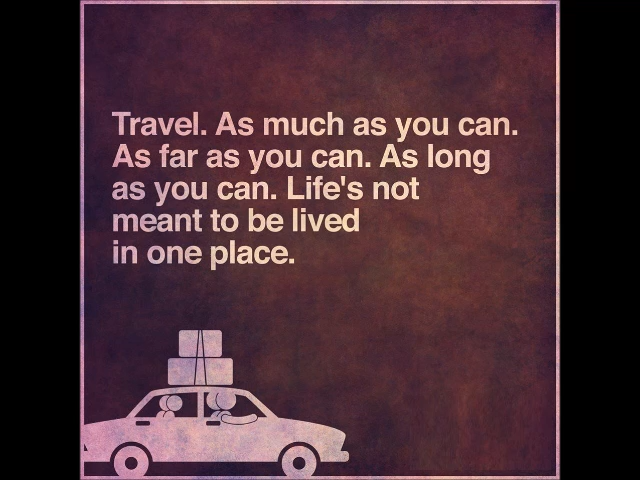 Travel. As much as you can.
As far as you can. As long
as you can. Life's not
meant to be lived
in one place.